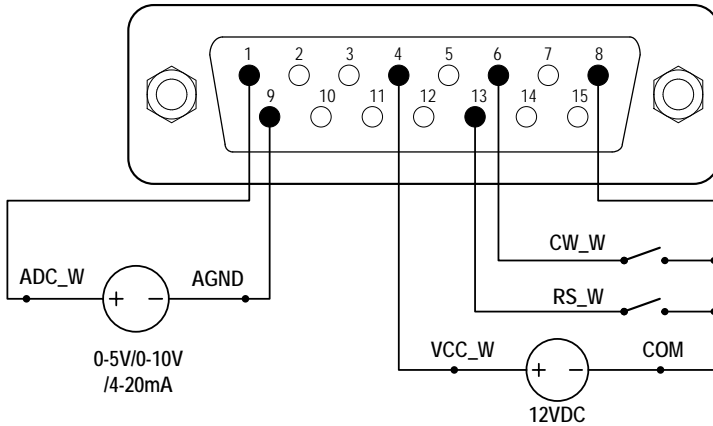 1 2 3 4 5 6 7 8
9 10 11 12 13 14 15
CW_W
ADC_W AGND
RS_W
0-5V/0-10V
/4-20mA
VCC_W COM
12VDC